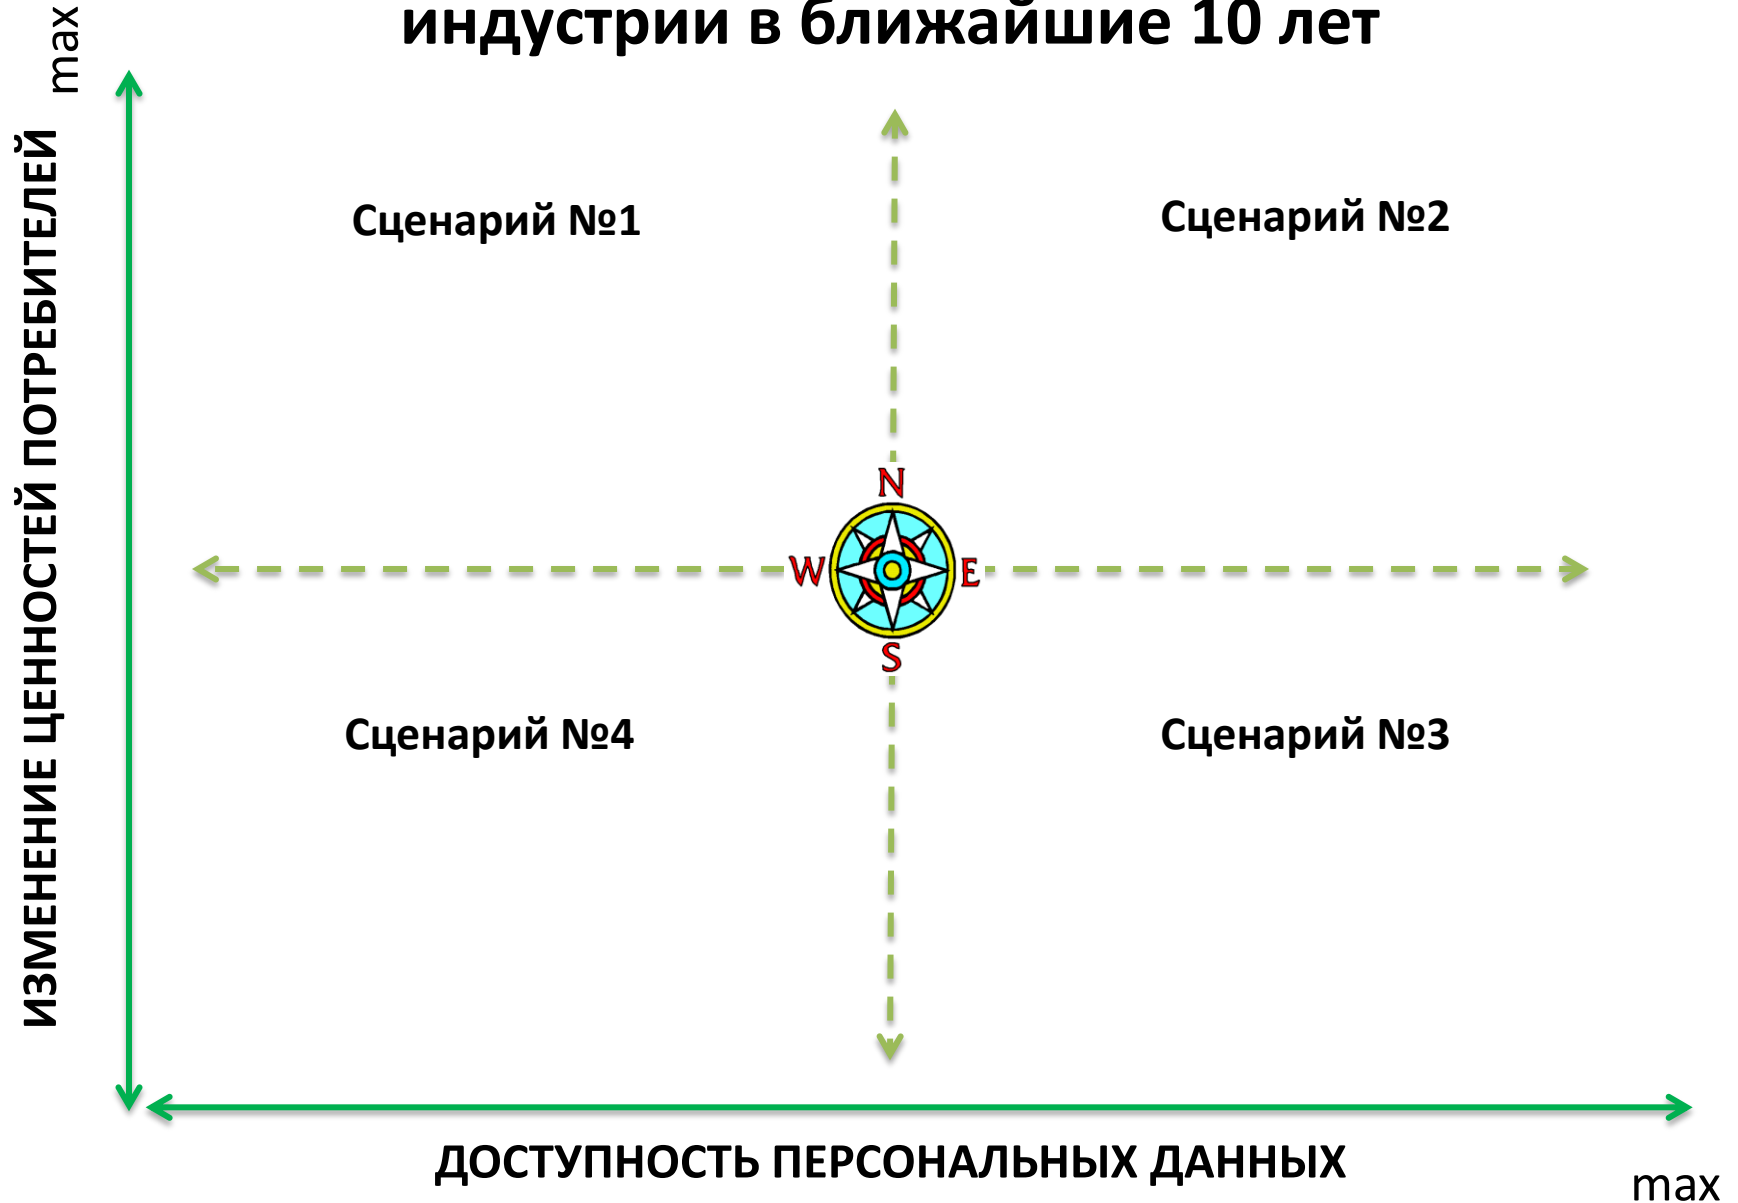 индустрии в ближайшие 10 лет
max
ИЗМЕНЕНИЕ ЦЕННОСТЕЙ ПОТРЕБИТЕЛЕЙ
Сценарий №1
Сценарий №2
N
W
E
S
Сценарий №4
Сценарий №3
ДОСТУПНОСТЬ ПЕРСОНАЛЬНЫХ ДАННЫХ
max